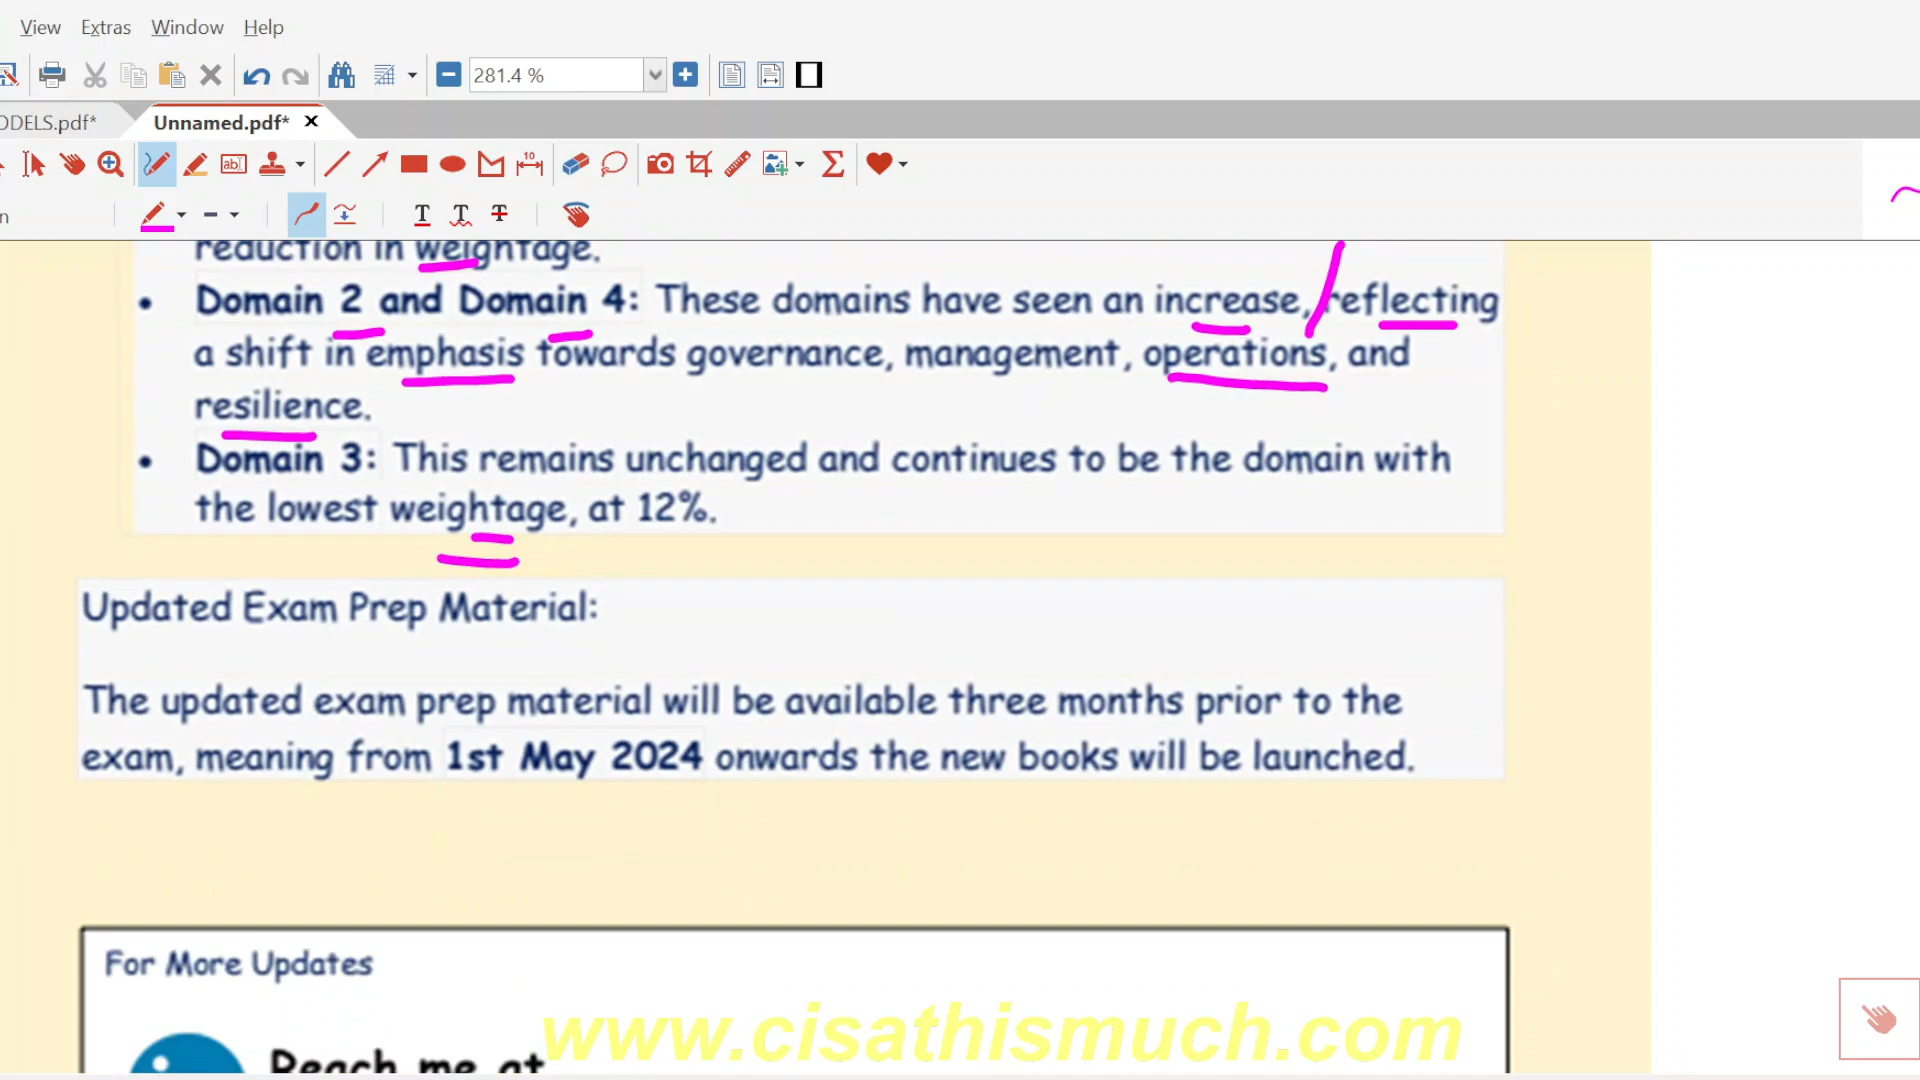 View Extras Window Help
281.4 %
ODELS.pdf* Unnamed.pdf*
10
n T T T
reduction in weightage.
• Domain 2 and Domain 4: These domains have seen an increase, reflecting
a shift in emphasis towards governance, management, operations, and
resilience.
• Domain 3: This remains unchanged and continues to be the domain with
the lowest weightage, at 12%.
Updated Exam Prep Material:
The updated exam prep material will be available three months prior to the
exam, meaning from 1st May 2024 onwards the new books will be launched.
For More Updates
Reach me at
www.cisathismuch.com